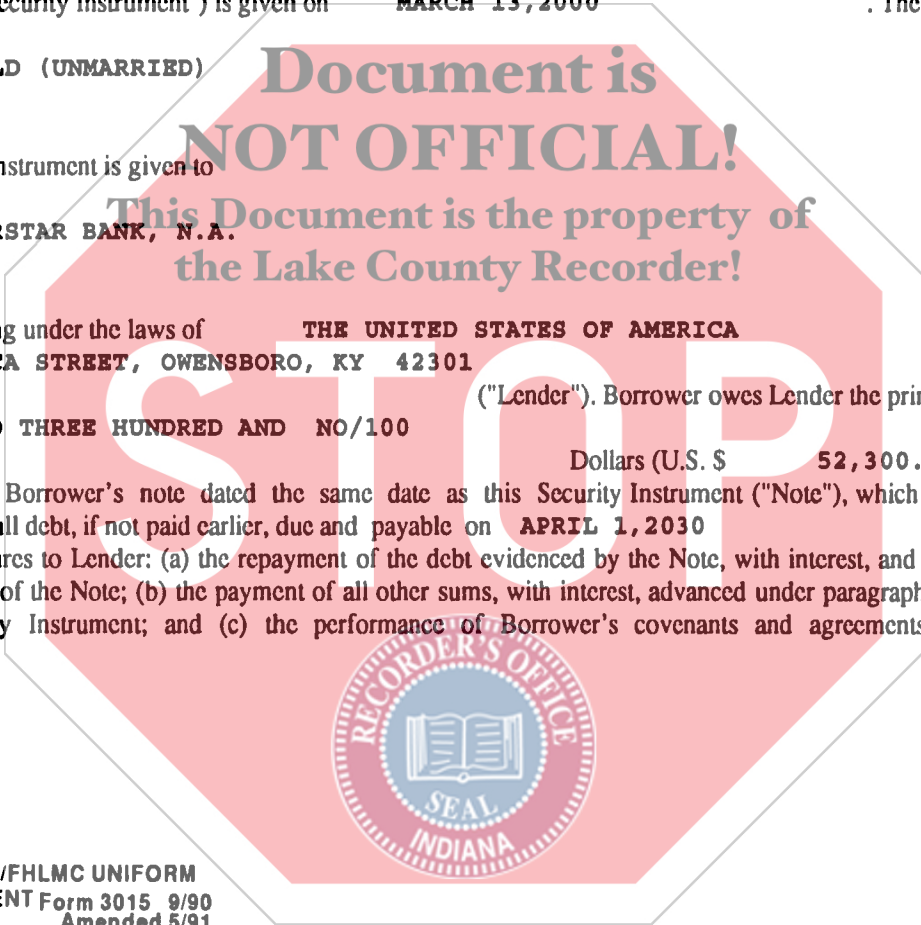 Security Instrument") is given on MARCH 13,2000 . The
LD (UNMARRIED)
Document is
NOT OFFICIAL!
nstrument is given to
This Document is the property of
RSTAR BANK, N.A.
the Lake County Recorder!
g under the laws of THE UNITED STATES OF AMERICA
CA STREET, OWENSBORO, KY 42301
("Lender"). Borrower owes Lender the prin
D THREE HUNDRED AND NO/100
Dollars (U.S. $ 52,300.
STOP
Borrower's note dated the same date as this Security Instrument ("Note"), which
ll debt, if not paid earlier, due and payable on APRIL 1,2030
res to Lender: (a) the repayment of the debt evidenced by the Note, with interest, and
of the Note; (b) the payment of all other sums, with interest, advanced under paragraph
y Instrument; and (c) the performance of Borrower's covenants and agreements
RECORDER'S OFFICE
SEAL
INDIANA
/FHLMC UNIFORM
ENT Form 3015 9/90
Amended 5/91